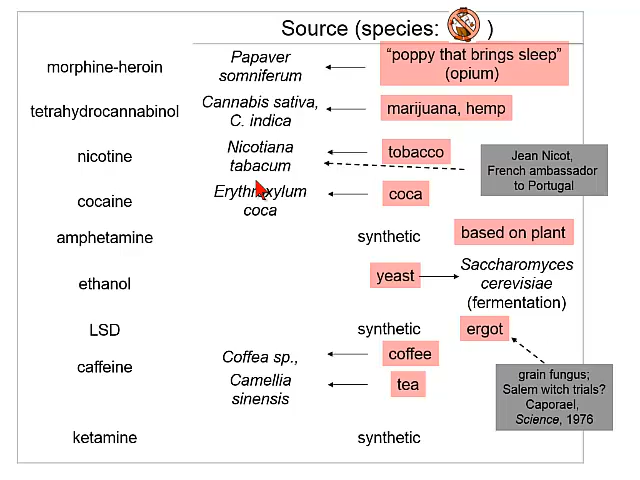 Source (species: )
morphine-heroin
Papaver
somniferum
“poppy that brings sleep”
(opium)
tetrahydrocannabinol
Cannabis sativa,
C. indica
marijuana, hemp
nicotine
Nicotiana
tabacum
tobacco
Jean Nicot,
French ambassador
to Portugal
cocaine
Erythroxylum
coca
coca
amphetamine
synthetic
based on plant
ethanol
yeast
Saccharomyces
cerevisiae
(fermentation)
LSD
synthetic
ergot
caffeine
Coffea sp.,
coffee
Camellia
sinensis
tea
grain fungus;
Salem witch trials?
Caporael,
Science, 1976
ketamine
synthetic